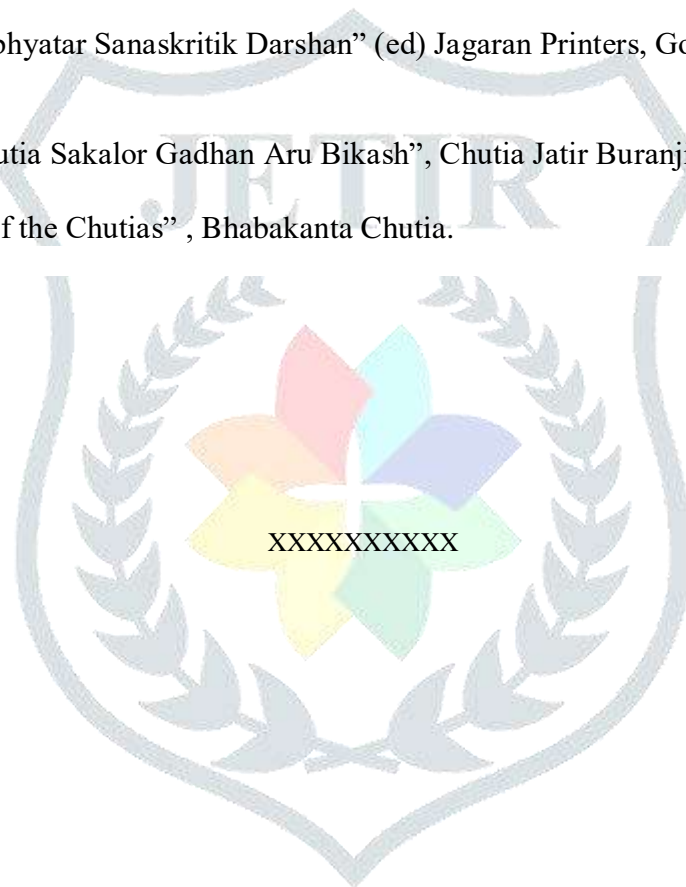 bhyatar Sanaskritik Darshan” (ed) Jagaran Printers, Go
JETIR
utia Sakalor Gadhan Aru Bikash”, Chutia Jatir Buranji
f the Chutias” , Bhabakanta Chutia.
XXXXXXXXXX